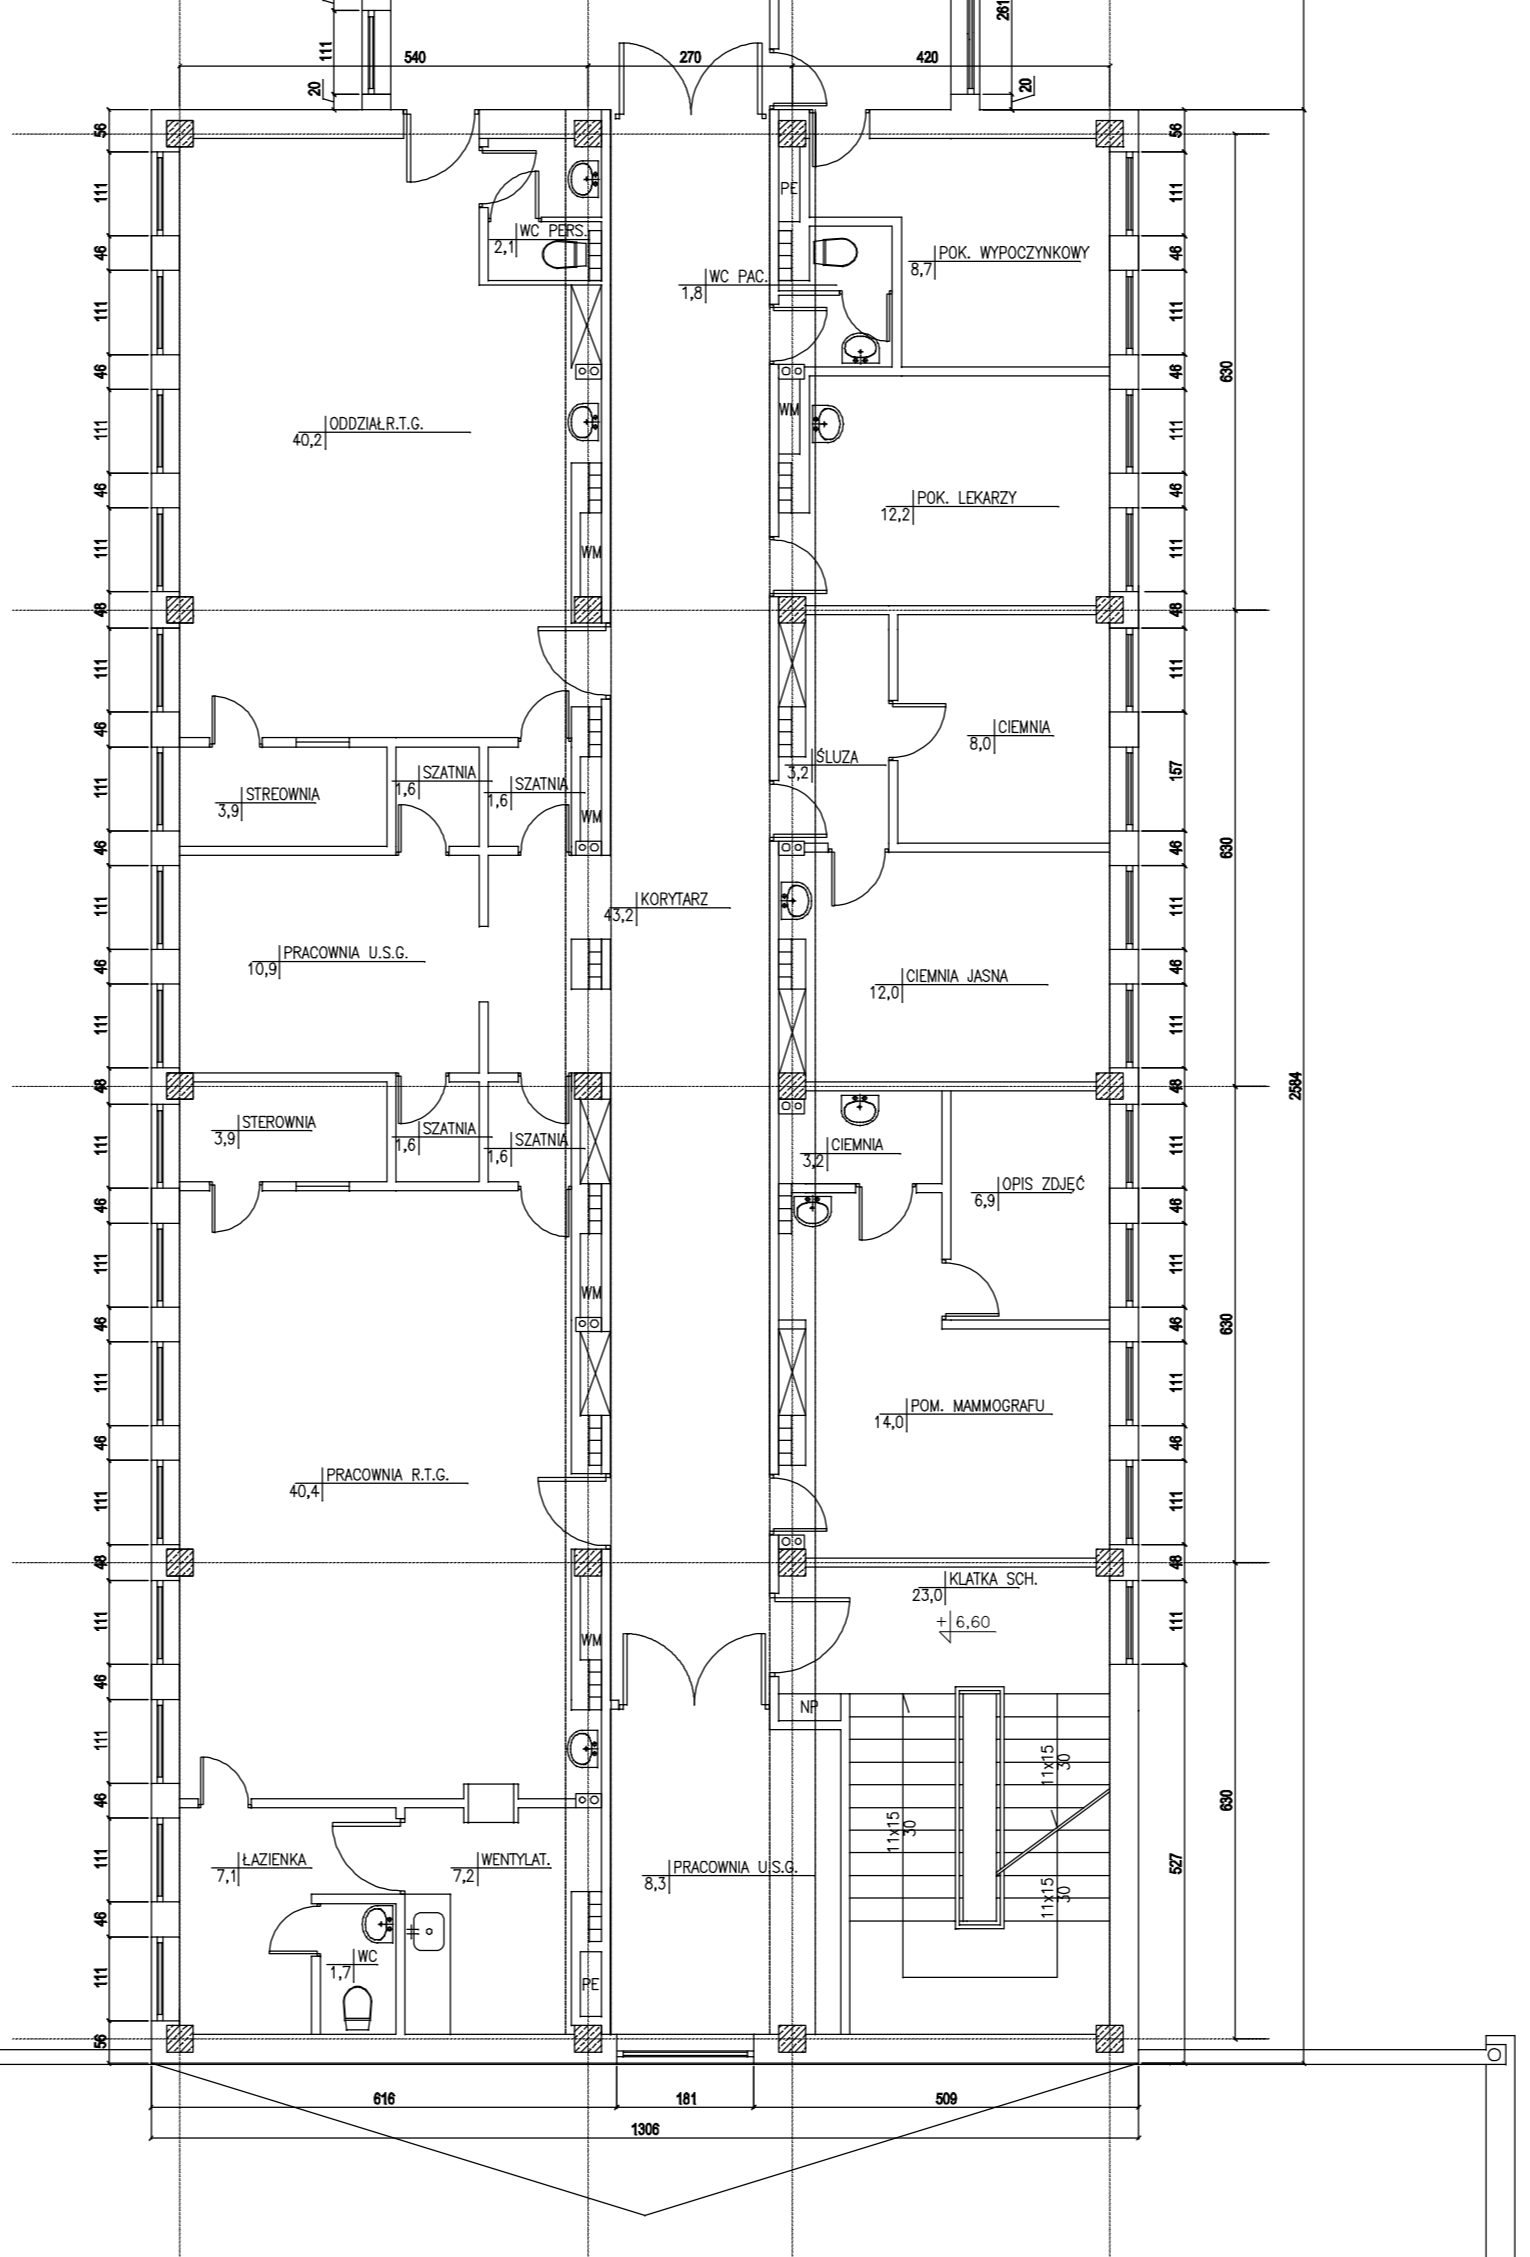 261
111
20
540
270
420
20
56
111
46
111
46
111
46
111
48
111
46
111
46
111
46
111
48
111
46
111
46
111
46
111
48
111
46
111
46
111
46
111
56
PE
WC PERS.
2,1
WC PAC.
1,8
POK. WYPOCZYNKOWY
8,7
ODDZIAŁ R.T.G.
40,2
WM
WM
POK. LEKARZY
12,2
CIEMNIA
8,0
ŚLUZA
3,2
STREOWNIA
3,9
SZATNIA
1,6
SZATNIA
1,6
WM
KORYTARZ
43,2
PRACOWNIA U.S.G.
10,9
CIEMNIA JASNA
12,0
STEROWNIA
3,9
SZATNIA
1,6
SZATNIA
1,6
CIEMNIA
3,2
OPIS ZDJĘĆ
6,9
WM
POM. MAMMOGRAFU
14,0
PRACOWNIA R.T.G.
40,4
KLATKA SCH.
23,0
+6,60
WM
NP
11x15
30
11x15
30
11x15
30
ŁAZIENKA
7,1
WENTYLAT.
7,2
PRACOWNIA U.S.G.
8,3
WC
1,7
PE
56
111
46
111
46
111
46
111
48
111
157
46
111
46
111
48
111
46
111
46
111
46
111
48
111
527
630
630
630
630
2584
616
181
509
1306